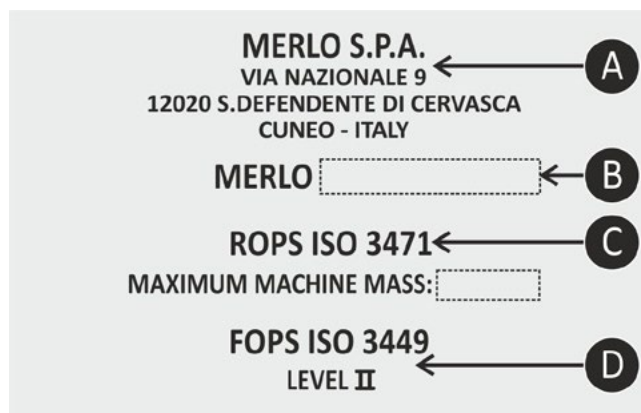 MERLO S.P.A.
A
VIA NAZIONALE 9
12020 S.DEFENDENTE DI CERVASCA
CUNEO - ITALY
MERLO
B
ROPS ISO 3471
C
MAXIMUM MACHINE MASS:
FOPS ISO 3449
D
LEVEL II